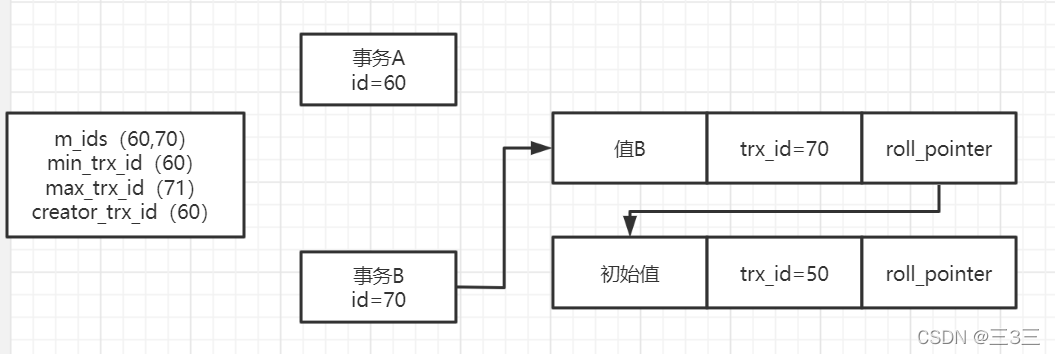 事务A
id=60
m_ids（60,70）
min_trx_id（60）
max_trx_id（71）
creator_trx_id（60）
值B
trx_id=70
roll_pointer
事务B
id=70
初始值
trx_id=50
roll_pointer
CSDN @三3三